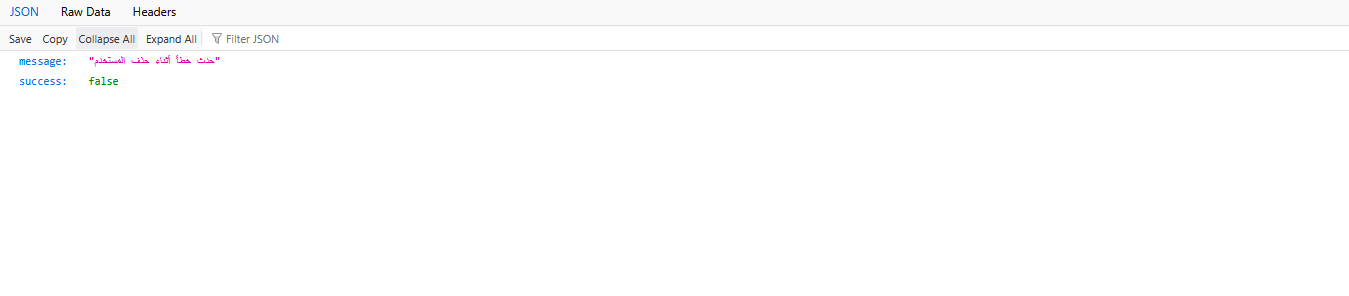 JSON Raw Data Headers
Save Copy Collapse All Expand All Filter JSON
message: "حدث خطأ أثناء حذف المستخدم"
success: false